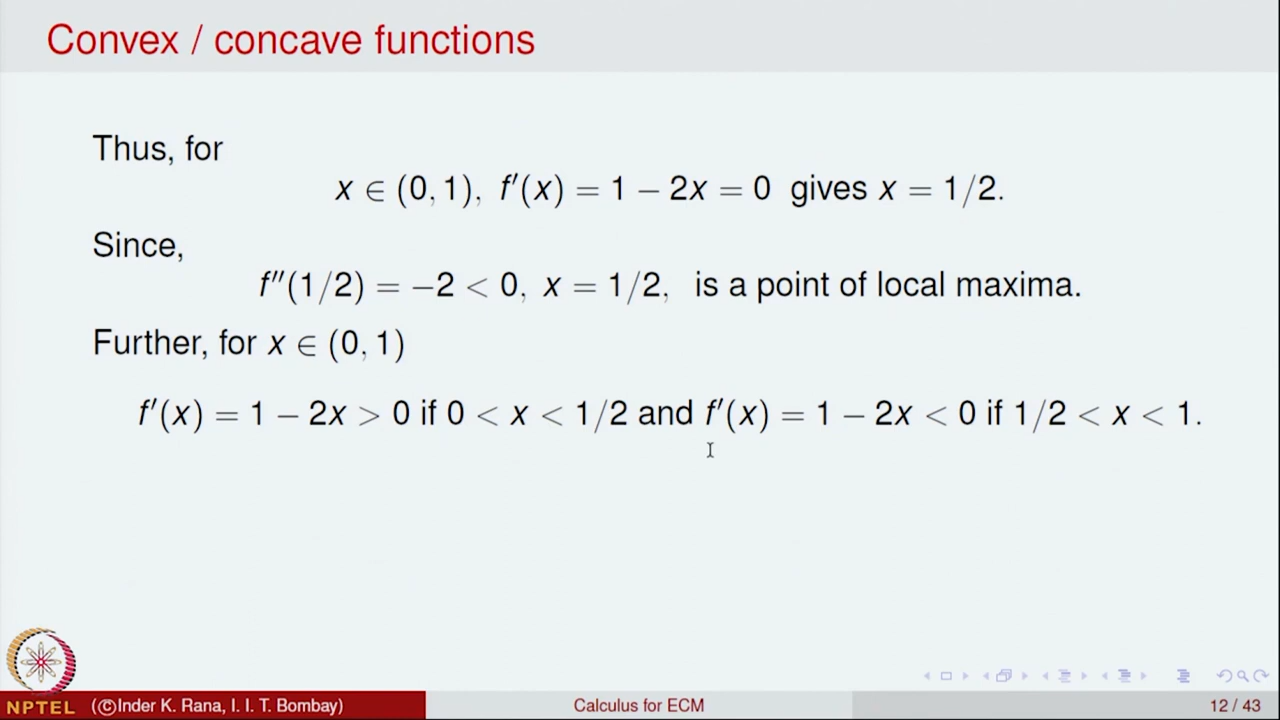 Convex / concave functions
Thus, for
x ∈ (0, 1), f′(x) = 1 − 2x = 0 gives x = 1/2.
Since,
f″(1/2) = −2 < 0, x = 1/2, is a point of local maxima.
Further, for x ∈ (0, 1)
f′(x) = 1 − 2x > 0 if 0 < x < 1/2 and f′(x) = 1 − 2x < 0 if 1/2 < x < 1.
NPTEL (©Inder K. Rana, I. I. T. Bombay) Calculus for ECM 12 / 43